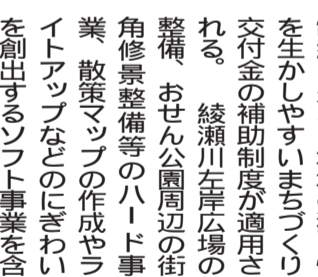 を生かしやすいまちづくり
交付金の補助制度が適用さ
れる。　綾瀬川左岸広場の
整備、おせん公園周辺の街
角修景整備等のハード事
業、散策マップの作成やラ
イトアップなどのにぎわい
を創出するソフト事業を含